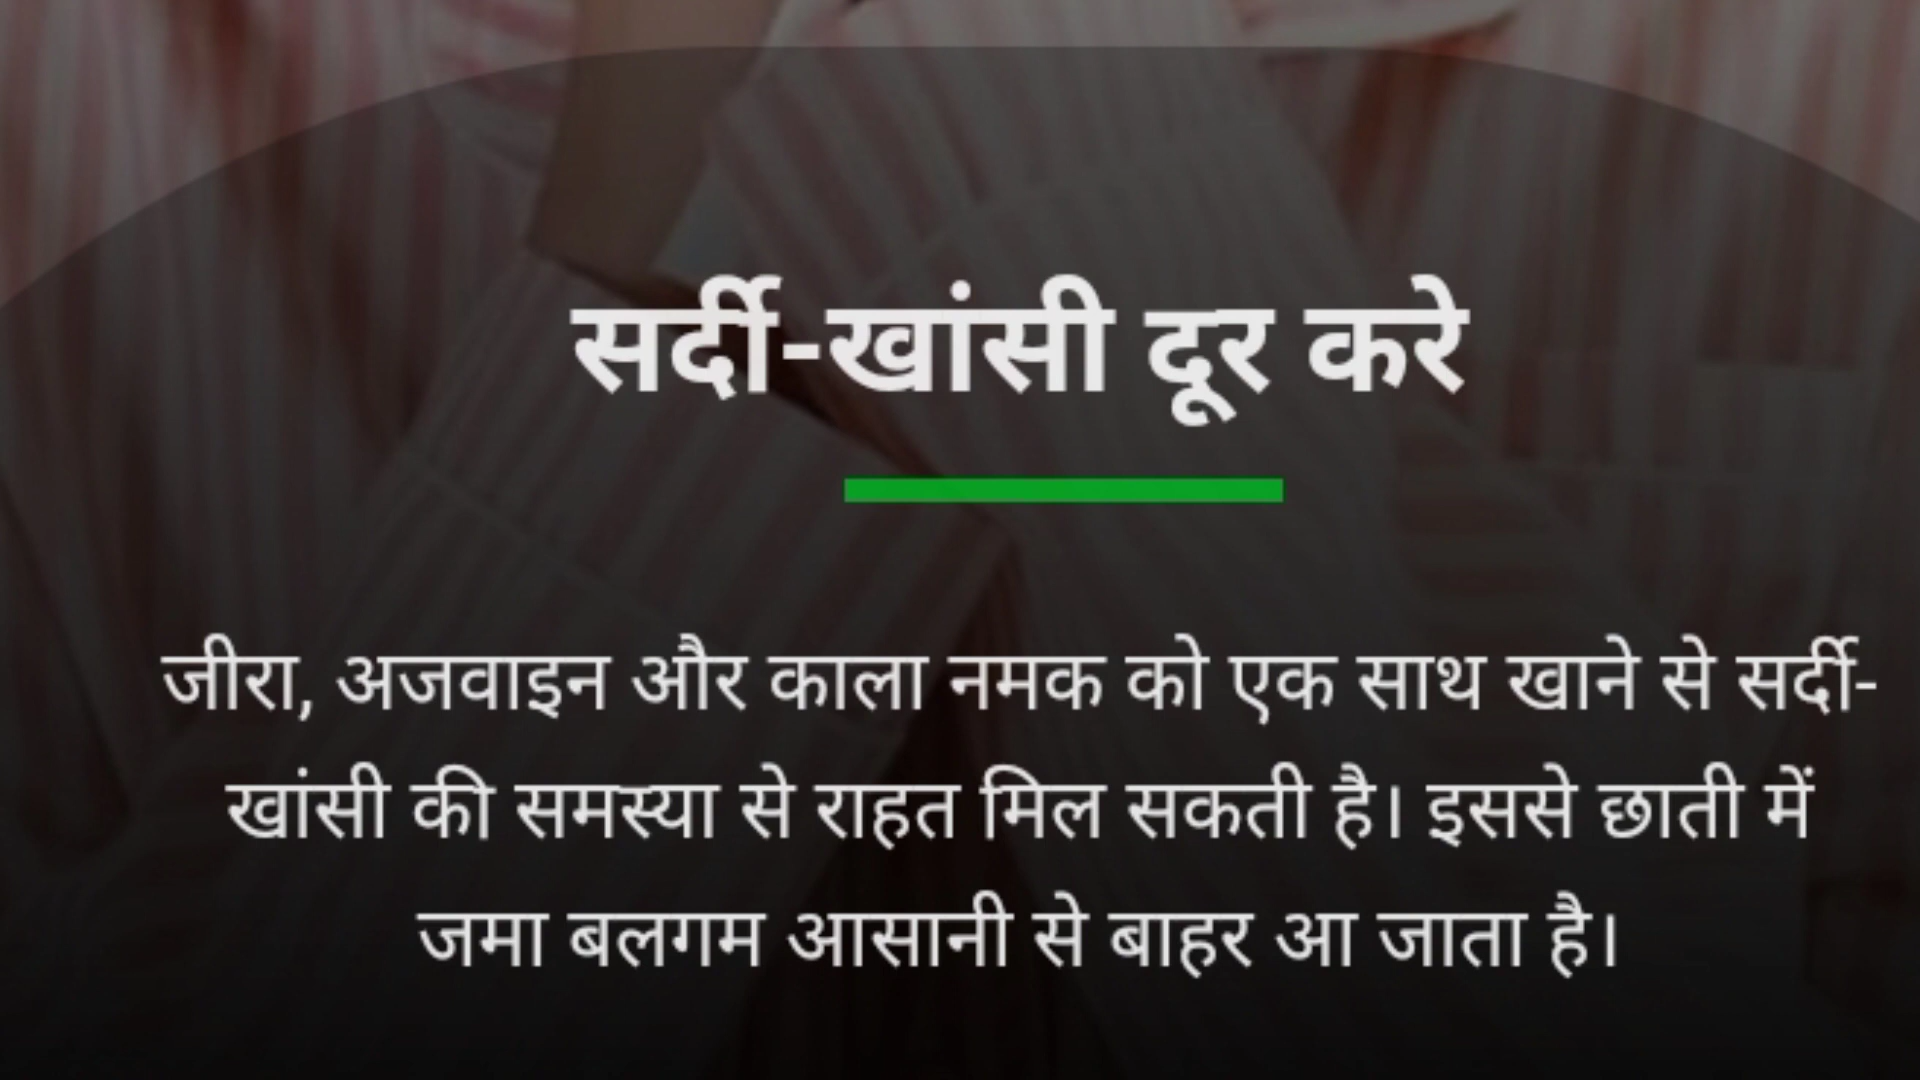 सर्दी-खांसी दूर करे
जीरा, अजवाइन और काला नमक को एक साथ खाने से सर्दी-
खांसी की समस्या से राहत मिल सकती है। इससे छाती में
जमा बलगम आसानी से बाहर आ जाता है।